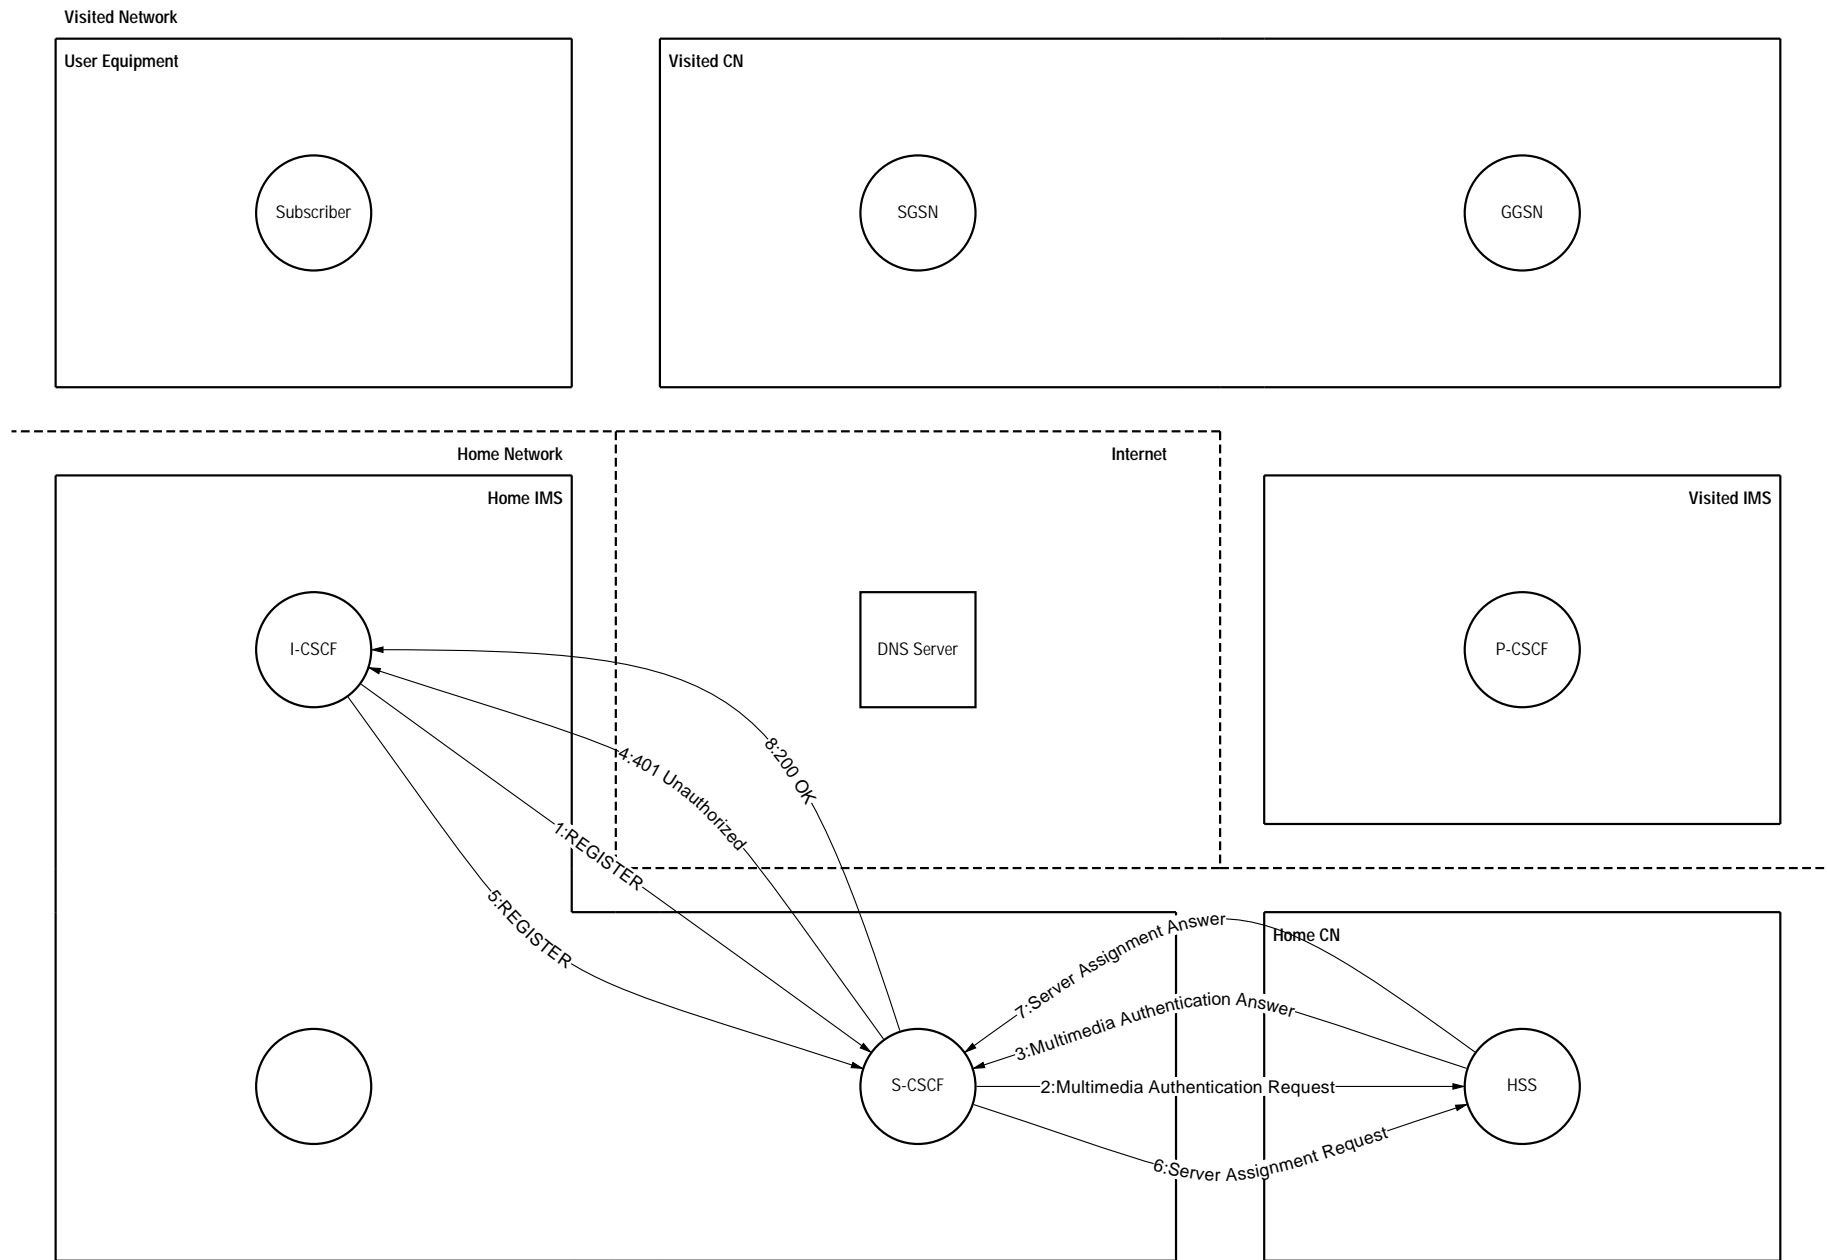 Visited Network
User Equipment
Visited CN
Subscriber
SGSN
GGSN
Home Network
Internet
Home IMS
Visited IMS
I-CSCF
DNS Server
P-CSCF
8:200 OK
4:401 Unauthorized
1:REGISTER
5:REGISTER
7:Server Assignment Answer
Home CN
3:Multimedia Authentication Answer
S-CSCF
2:Multimedia Authentication Request
HSS
6:Server Assignment Request